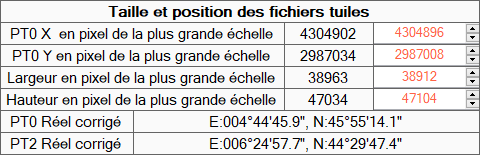 Taille et position des fichiers tuiles
PT0 X en pixel de la plus grande échelle 4304902 4304896
PT0 Y en pixel de la plus grande échelle 2987034 2987008
Largeur en pixel de la plus grande échelle 38963 38912
Hauteur en pixel de la plus grande échelle 47034 47104
PT0 Réel corrigé E:004°44'45.9", N:45°55'14.1"
PT2 Réel corrigé E:006°24'57.7", N:44°29'47.4"